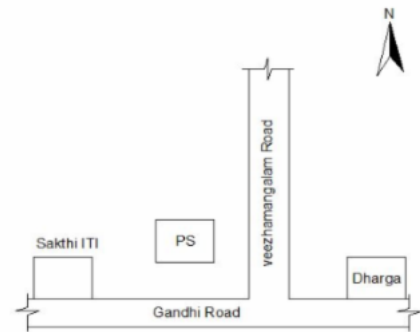 N
veezhamangalam Road
Sakthi ITI
PS
Dharga
Gandhi Road